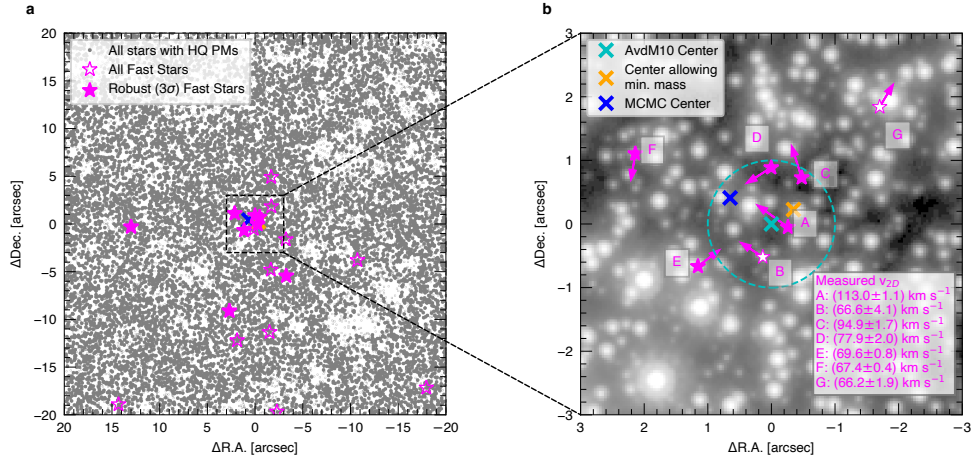 a
20
15
10
5
0
−5
−10
−15
−20
ΔDec. [arcsec]
All stars with HQ PMs
All Fast Stars
Robust (3σ) Fast Stars
20 15 10 5 0 −5 −10 −15 −20
ΔR.A. [arcsec]
b
3
2
1
0
−1
−2
−3
ΔDec. [arcsec]
AvdM10 Center
Center allowing
min. mass
MCMC Center
D
G
F
C
A
E
B
Measured v2D
A: (113.0±1.1) km s⁻¹
B: (66.6±4.1) km s⁻¹
C: (94.9±1.7) km s⁻¹
D: (77.9±2.0) km s⁻¹
E: (69.6±0.8) km s⁻¹
F: (67.4±0.4) km s⁻¹
G: (66.2±1.9) km s⁻¹
3 2 1 0 −1 −2 −3
ΔR.A. [arcsec]